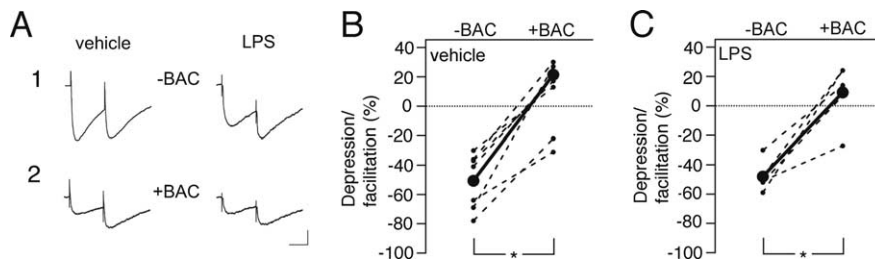 A
vehicle
LPS
1
-BAC
2
+BAC
B
-BAC
+BAC
vehicle
Depression/
facilitation (%)
40
20
0
-20
-40
-60
-80
-100
*
C
-BAC
+BAC
LPS
Depression/
facilitation (%)
40
20
0
-20
-40
-60
-80
-100
*